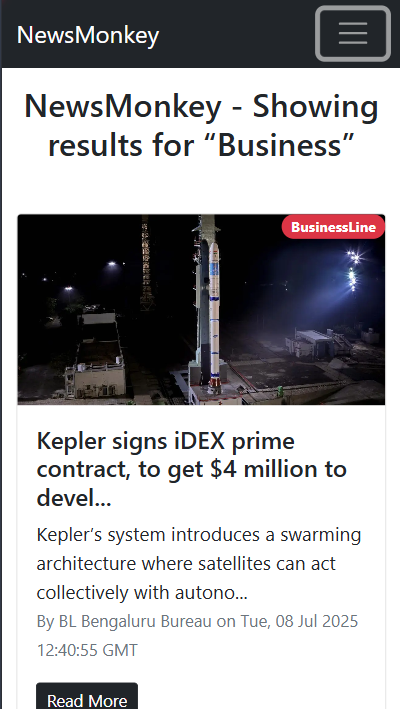 NewsMonkey
NewsMonkey - Showing
results for “Business”
BusinessLine
Kepler signs iDEX prime
contract, to get $4 million to
devel...
Kepler’s system introduces a swarming
architecture where satellites can act
collectively with autono...
By BL Bengaluru Bureau on Tue, 08 Jul 2025
12:40:55 GMT
Read More